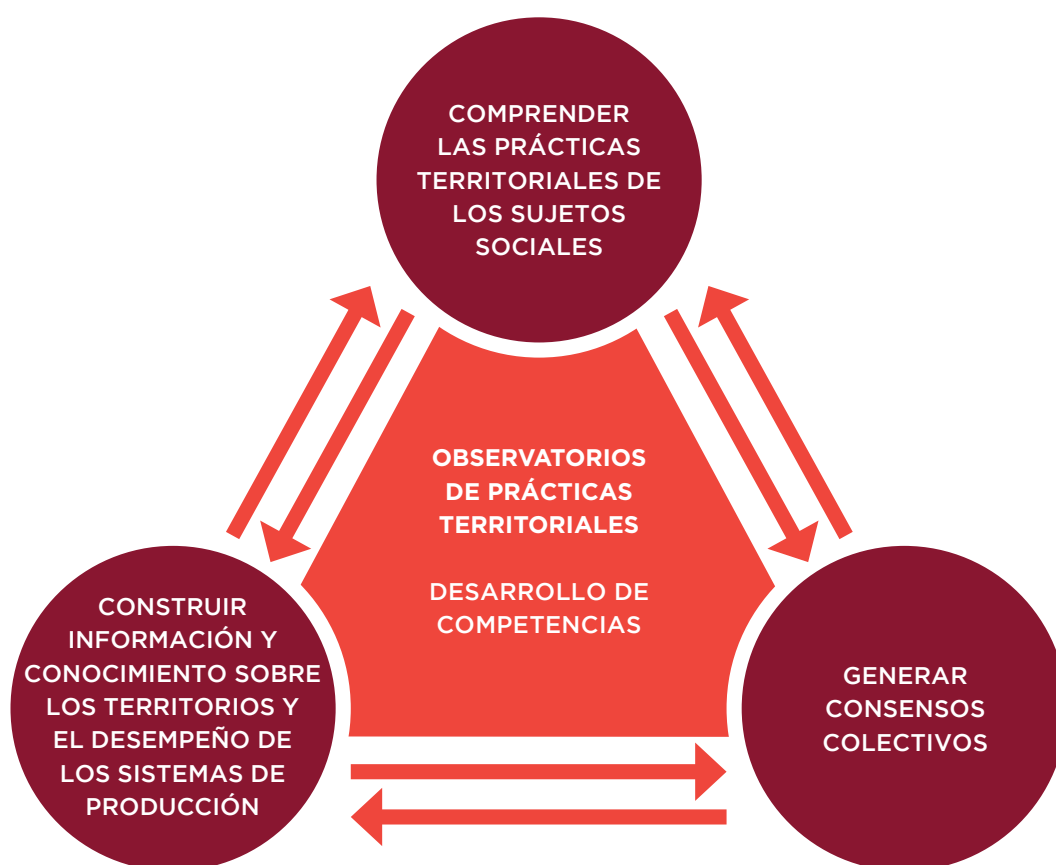 COMPRENDER
LAS PRÁCTICAS
TERRITORIALES DE
LOS SUJETOS
SOCIALES
OBSERVATORIOS
DE PRÁCTICAS
TERRITORIALES
DESARROLLO DE
COMPETENCIAS
CONSTRUIR
INFORMACIÓN Y
CONOCIMIENTO SOBRE
LOS TERRITORIOS Y
EL DESEMPEÑO DE
LOS SISTEMAS DE
PRODUCCIÓN
GENERAR
CONSENSOS
COLECTIVOS